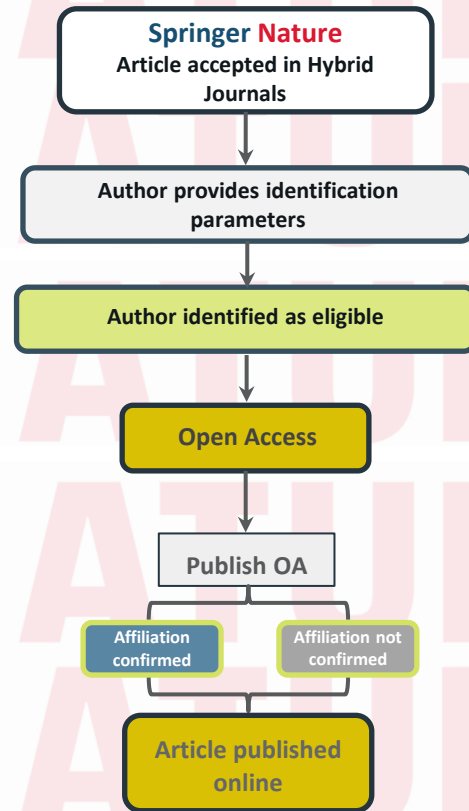 Springer Nature
Article accepted in Hybrid
Journals
Author provides identification
parameters
Author identified as eligible
Open Access
Publish OA
Affiliation
confirmed
Affiliation not
confirmed
Article published
online